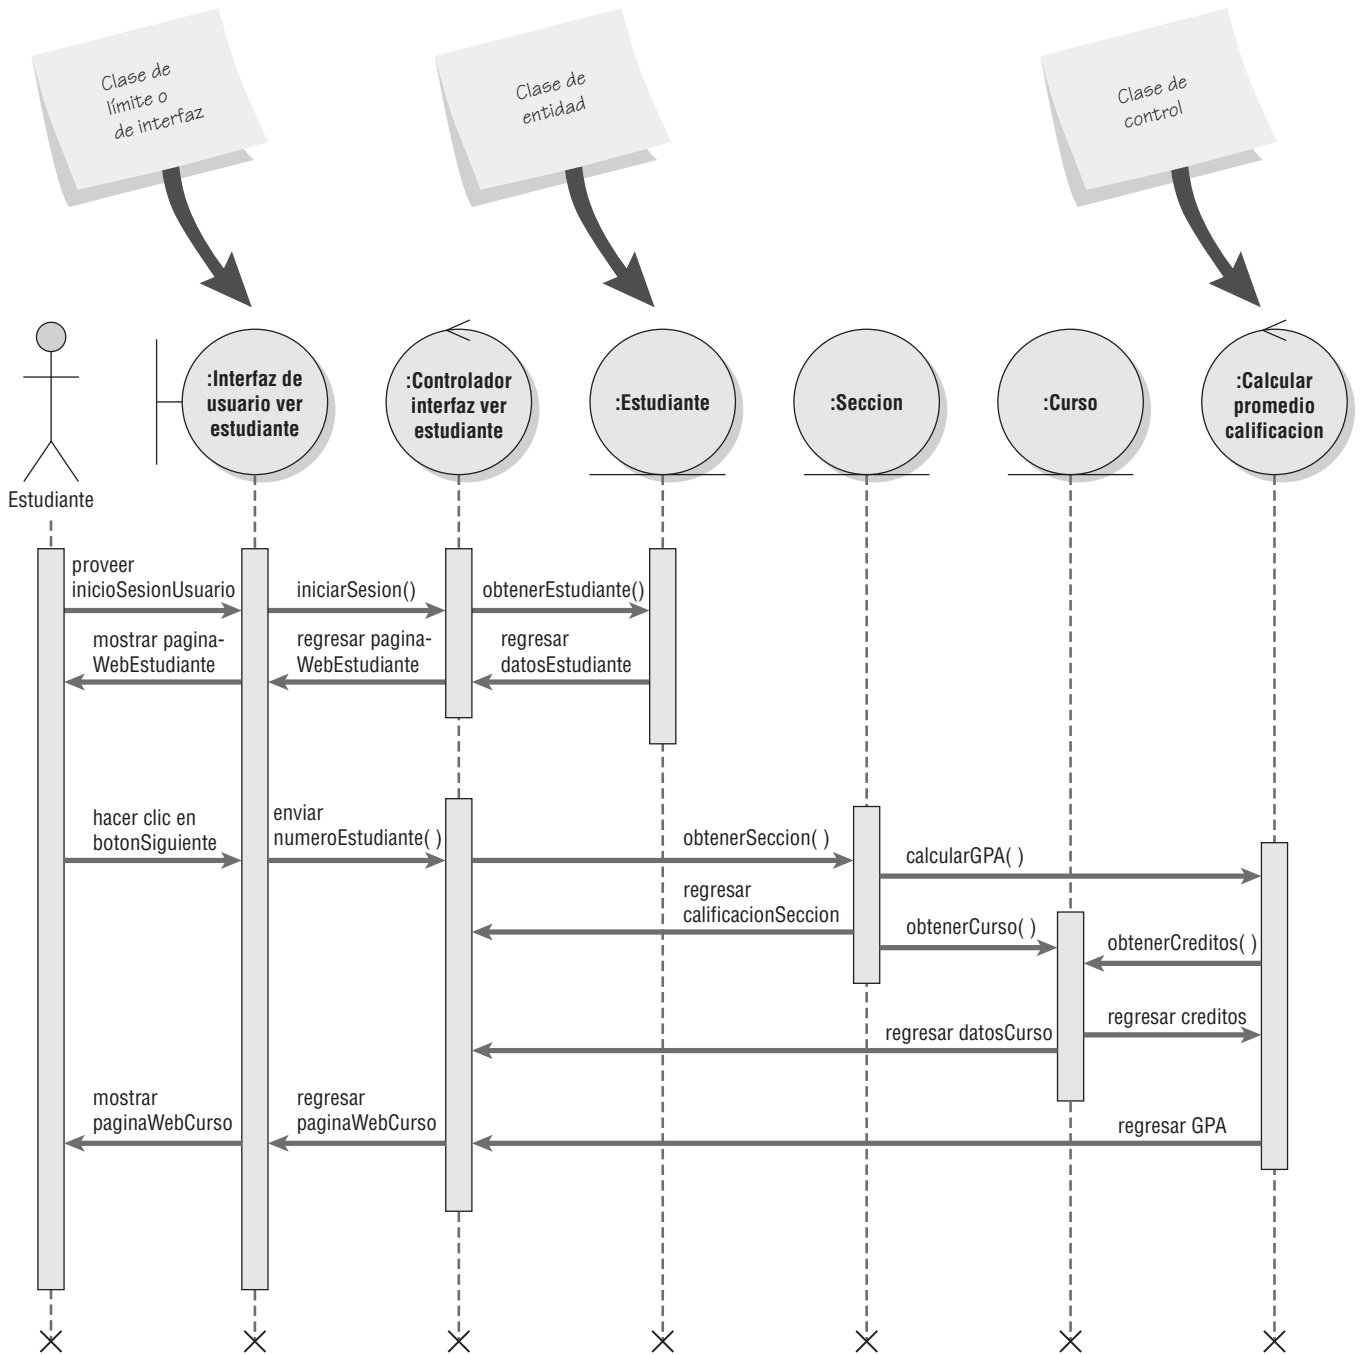 Clase de
límite o
de interfaz
Clase de
entidad
Clase de
control
Estudiante
:Interfaz de
usuario ver
estudiante
:Controlador
interfaz ver
estudiante
:Estudiante
:Seccion
:Curso
:Calcular
promedio
calificacion
proveer
inicioSesionUsuario
iniciarSesion()
obtenerEstudiante()
mostrar pagina-
WebEstudiante
regresar pagina-
WebEstudiante
regresar
datosEstudiante
hacer clic en
botonSiguiente
enviar
numeroEstudiante( )
obtenerSeccion( )
calcularGPA( )
regresar
calificacionSeccion
obtenerCurso( )
obtenerCreditos( )
regresar creditos
regresar datosCurso
mostrar
paginaWebCurso
regresar
paginaWebCurso
regresar GPA